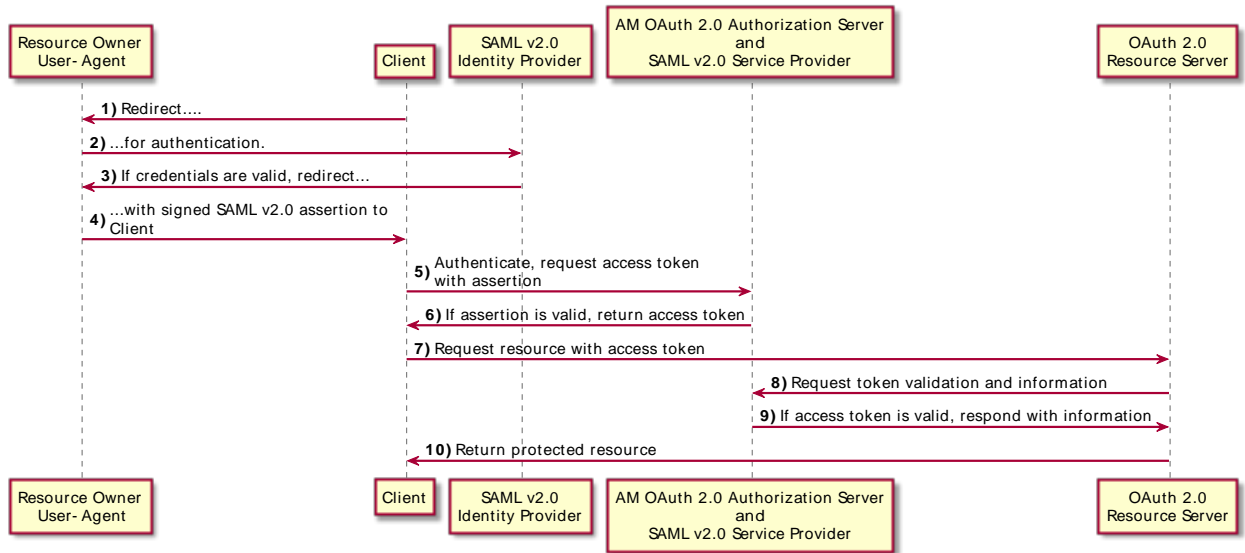 Resource Owner
User- Agent
Client
SAML v2.0
Identity Provider
AM OAuth 2.0 Authorization Server
and
SAML v2.0 Service Provider
OAuth 2.0
Resource Server
1) Redirect....
2) ...for authentication.
3) If credentials are valid, redirect...
4) ...with signed SAML v2.0 assertion to
Client
5) Authenticate, request access token
with assertion
6) If assertion is valid, return access token
7) Request resource with access token
8) Request token validation and information
9) If access token is valid, respond with information
10) Return protected resource
Resource Owner
User- Agent
Client
SAML v2.0
Identity Provider
AM OAuth 2.0 Authorization Server
and
SAML v2.0 Service Provider
OAuth 2.0
Resource Server